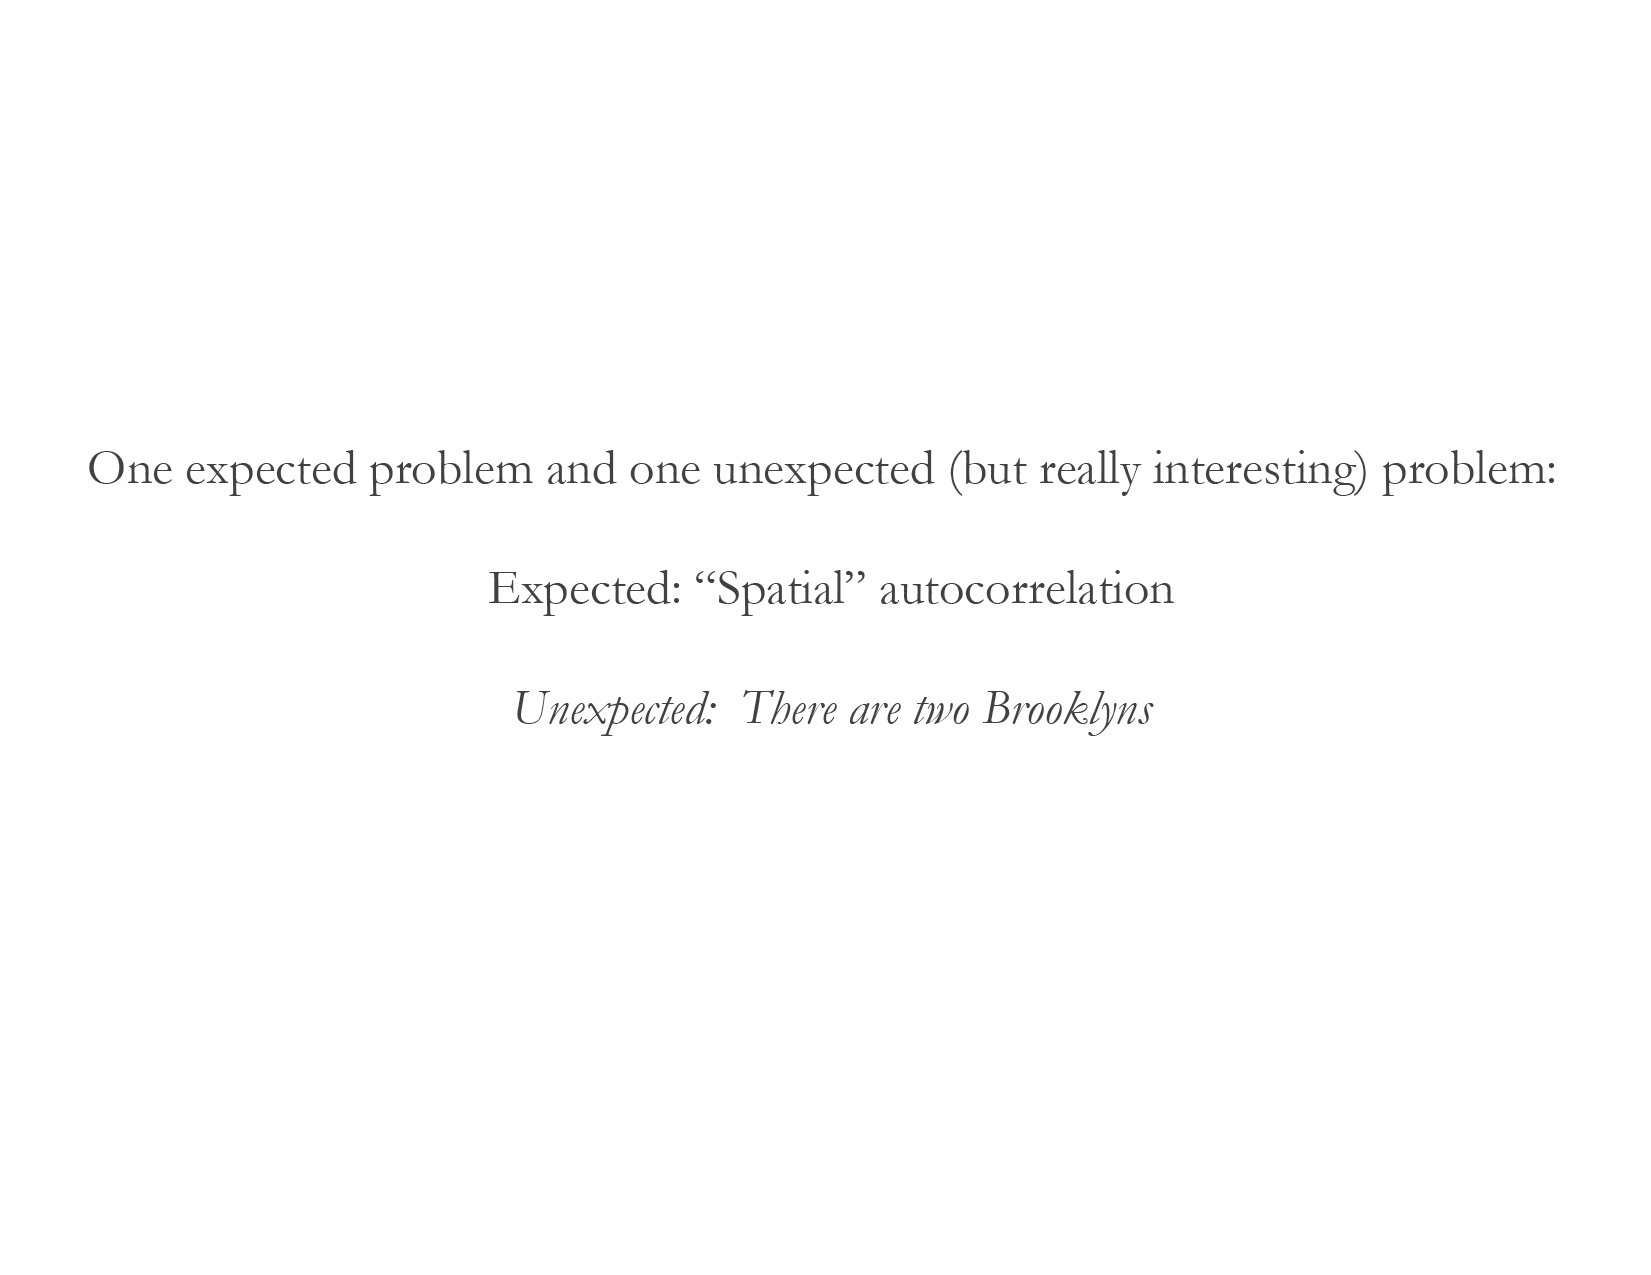 One expected problem and one unexpected (but really interesting) problem:
Expected: “Spatial” autocorrelation
Unexpected:  There are two Brooklyns